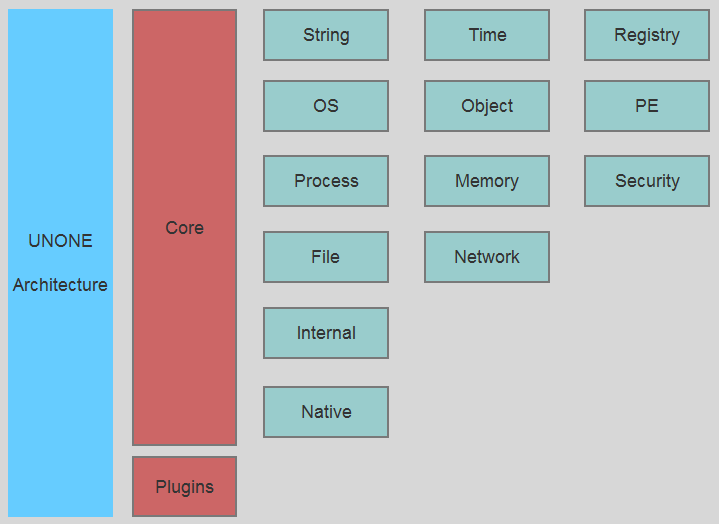 UNONE
Architecture
Core
Plugins
String
Time
Registry
OS
Object
PE
Process
Memory
Security
File
Network
Internal
Native